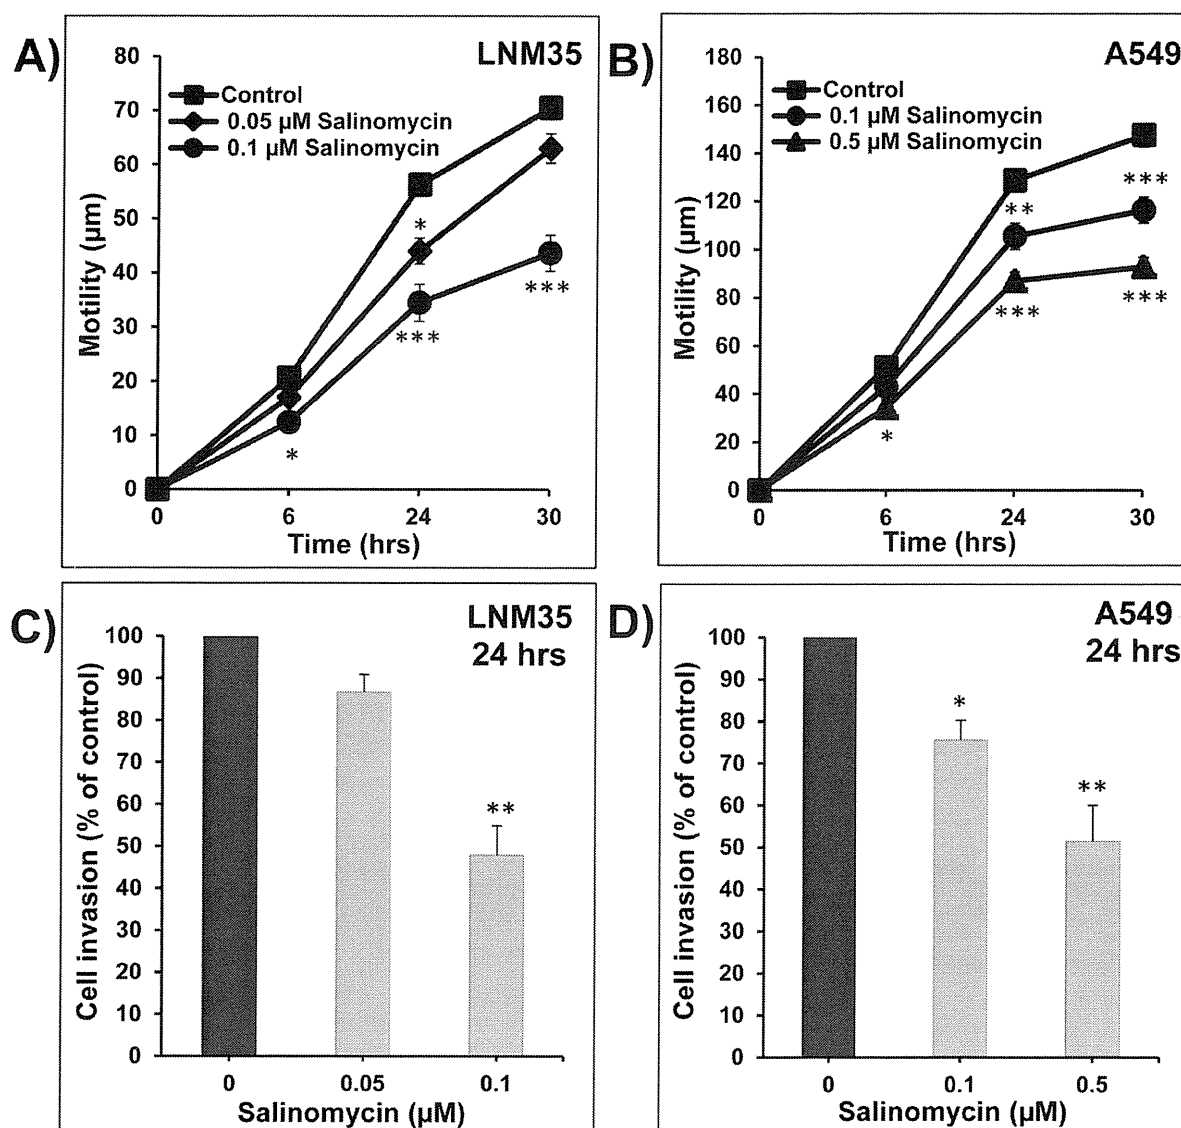 A)
LNM35
80
70
60
50
40
30
20
10
0
Motility (µm)
Control
0.05 µM Salinomycin
0.1 µM Salinomycin
*
***
***
*
0
6
24
30
Time (hrs)
B)
A549
180
160
140
120
100
80
60
40
20
0
Motility (µm)
Control
0.1 µM Salinomycin
0.5 µM Salinomycin
**
***
***
***
*
0
6
24
30
Time (hrs)
C)
LNM35
24 hrs
100
90
80
70
60
50
40
30
20
10
0
Cell invasion (% of control)
**
0
0.05
0.1
Salinomycin (µM)
D)
A549
24 hrs
100
90
80
70
60
50
40
30
20
10
0
Cell invasion (% of control)
*
**
0
0.1
0.5
Salinomycin (µM)